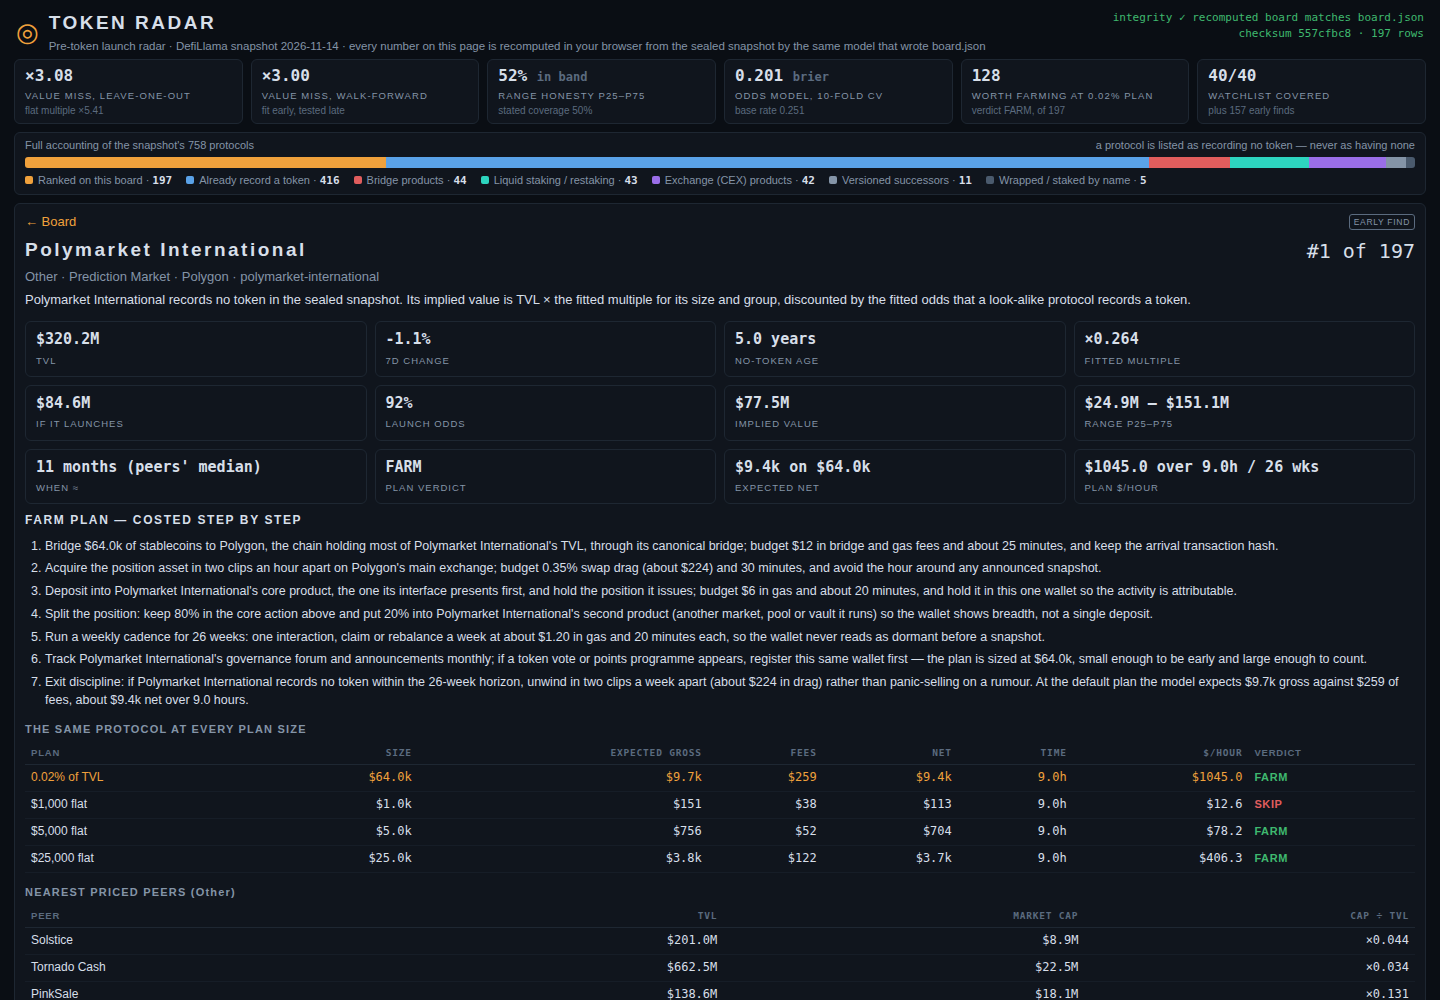 TOKEN RADAR
Pre-token launch radar · DefiLlama snapshot 2026-11-14 · every number on this page is recomputed in your browser from the sealed snapshot by the same model that wrote board.json
integrity ✓ recomputed board matches board.json
checksum 557cfbc8 · 197 rows
×3.08
VALUE MISS, LEAVE-ONE-OUT
flat multiple ×5.41
×3.00
VALUE MISS, WALK-FORWARD
fit early, tested late
52% in band
RANGE HONESTY P25–P75
stated coverage 50%
0.201 brier
ODDS MODEL, 10-FOLD CV
base rate 0.251
128
WORTH FARMING AT 0.02% PLAN
verdict FARM, of 197
40/40
WATCHLIST COVERED
plus 157 early finds
Full accounting of the snapshot's 758 protocols
a protocol is listed as recording no token — never as having none
Ranked on this board · 197
Already record a token · 416
Bridge products · 44
Liquid staking / restaking · 43
Exchange (CEX) products · 42
Versioned successors · 11
Wrapped / staked by name · 5
← Board
EARLY FIND
Polymarket International
#1 of 197
Other · Prediction Market · Polygon · polymarket-international
Polymarket International records no token in the sealed snapshot. Its implied value is TVL × the fitted multiple for its size and group, discounted by the fitted odds that a look-alike protocol records a token.
$320.2M
TVL
-1.1%
7D CHANGE
5.0 years
NO-TOKEN AGE
×0.264
FITTED MULTIPLE
$84.6M
IF IT LAUNCHES
92%
LAUNCH ODDS
$77.5M
IMPLIED VALUE
$24.9M – $151.1M
RANGE P25–P75
11 months (peers' median)
WHEN ≈
FARM
PLAN VERDICT
$9.4k on $64.0k
EXPECTED NET
$1045.0 over 9.0h / 26 wks
PLAN $/HOUR
FARM PLAN — COSTED STEP BY STEP
1. Bridge $64.0k of stablecoins to Polygon, the chain holding most of Polymarket International's TVL, through its canonical bridge; budget $12 in bridge and gas fees and about 25 minutes, and keep the arrival transaction hash.
2. Acquire the position asset in two clips an hour apart on Polygon's main exchange; budget 0.35% swap drag (about $224) and 30 minutes, and avoid the hour around any announced snapshot.
3. Deposit into Polymarket International's core product, the one its interface presents first, and hold the position it issues; budget $6 in gas and about 20 minutes, and hold it in this one wallet so the activity is attributable.
4. Split the position: keep 80% in the core action above and put 20% into Polymarket International's second product (another market, pool or vault it runs) so the wallet shows breadth, not a single deposit.
5. Run a weekly cadence for 26 weeks: one interaction, claim or rebalance a week at about $1.20 in gas and 20 minutes each, so the wallet never reads as dormant before a snapshot.
6. Track Polymarket International's governance forum and announcements monthly; if a token vote or points programme appears, register this same wallet first — the plan is sized at $64.0k, small enough to be early and large enough to count.
7. Exit discipline: if Polymarket International records no token within the 26-week horizon, unwind in two clips a week apart (about $224 in drag) rather than panic-selling on a rumour. At the default plan the model expects $9.7k gross against $259 of
fees, about $9.4k net over 9.0 hours.
THE SAME PROTOCOL AT EVERY PLAN SIZE
PLAN SIZE EXPECTED GROSS FEES NET TIME $/HOUR VERDICT
0.02% of TVL $64.0k $9.7k $259 $9.4k 9.0h $1045.0 FARM
$1,000 flat $1.0k $151 $38 $113 9.0h $12.6 SKIP
$5,000 flat $5.0k $756 $52 $704 9.0h $78.2 FARM
$25,000 flat $25.0k $3.8k $122 $3.7k 9.0h $406.3 FARM
NEAREST PRICED PEERS (Other)
PEER TVL MARKET CAP CAP ÷ TVL
Solstice $201.0M $8.9M ×0.044
Tornado Cash $662.5M $22.5M ×0.034
PinkSale $138.6M $18.1M ×0.131